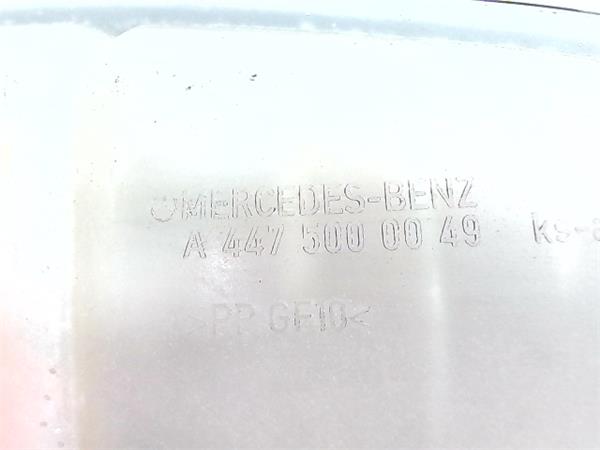 MERCEDES-BENZ
A 447 500 00 49
>PP GF10<